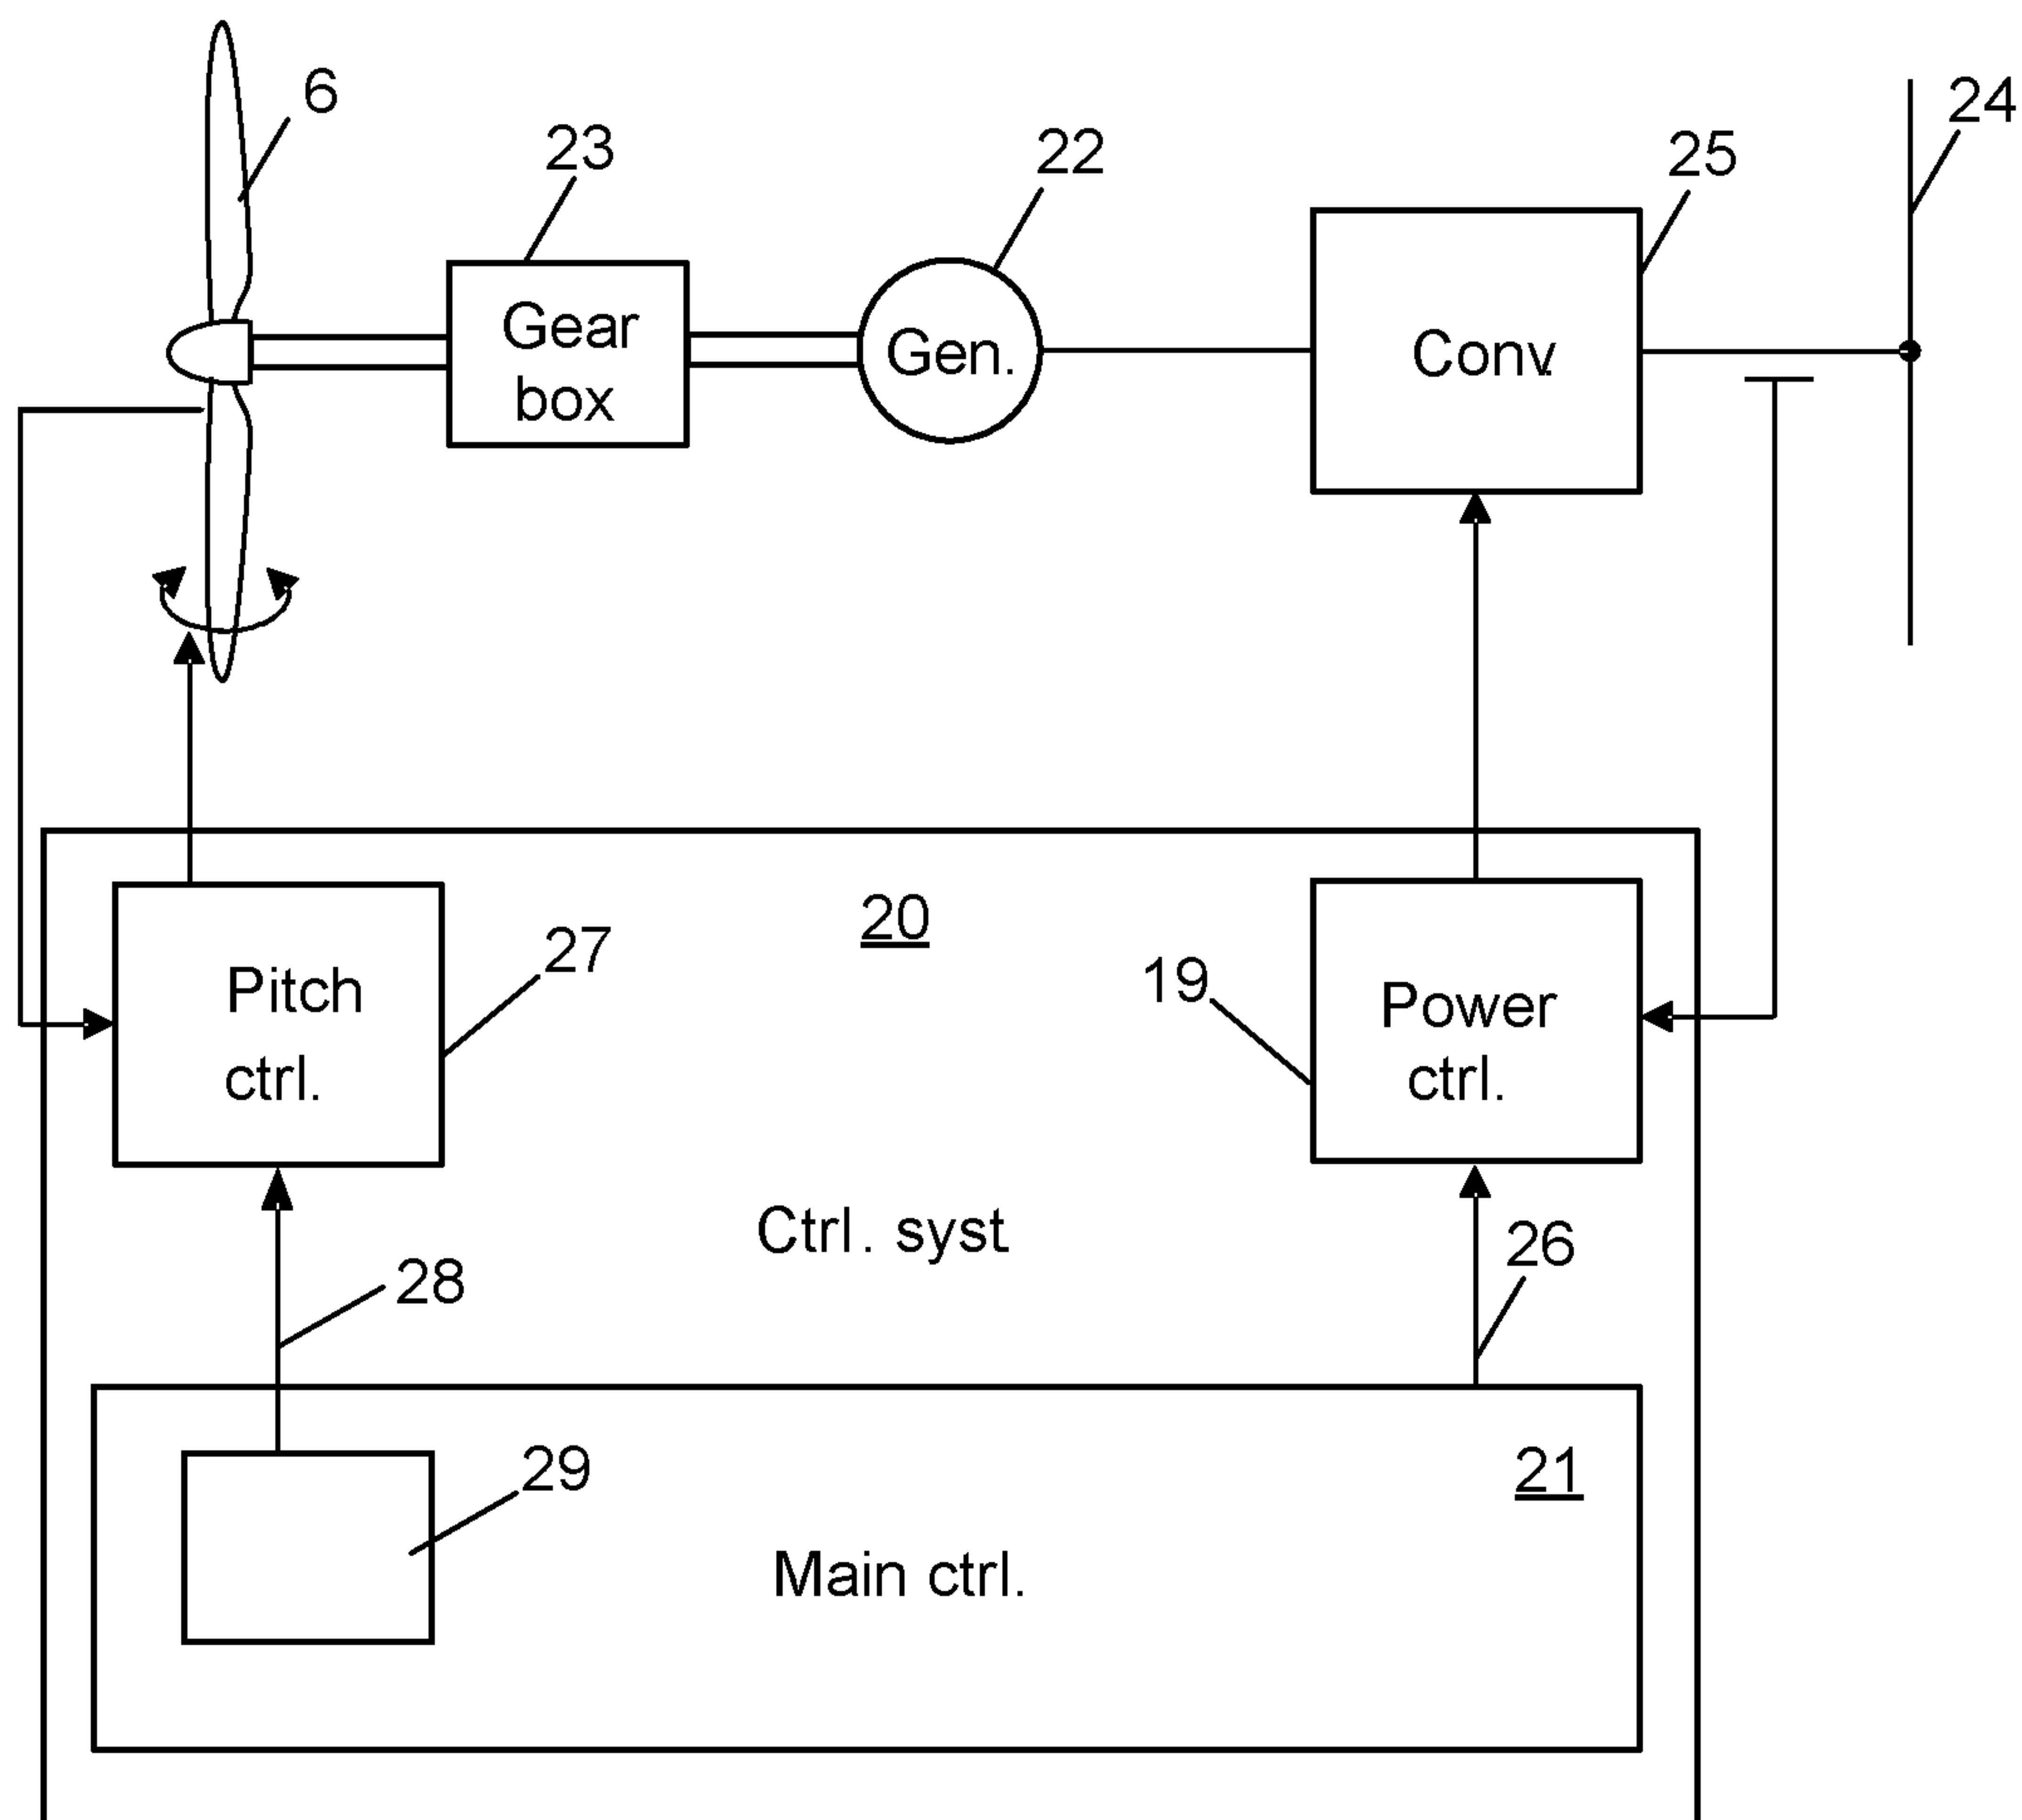 6
23
22
25
24
Gear
box
Gen.
Conv.
20
27
19
Pitch
ctrl.
Power
ctrl.
Ctrl. syst
28
26
29
21
Main ctrl.